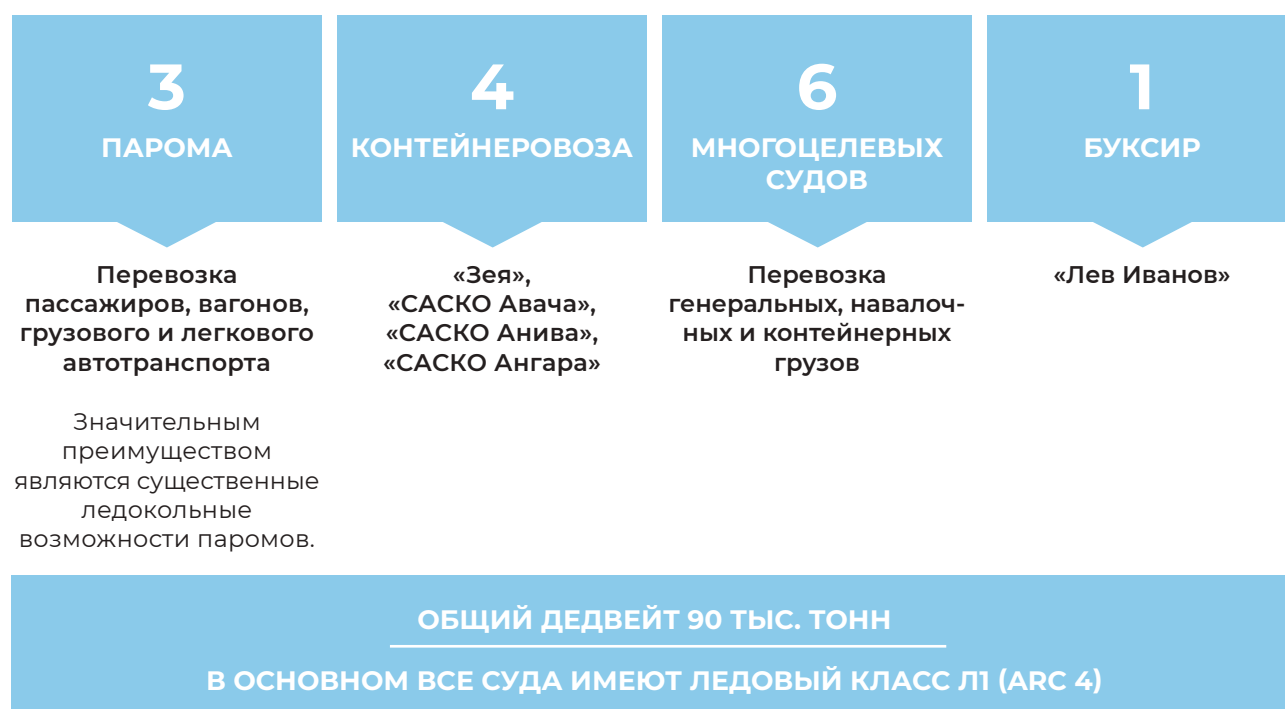 3
ПАРОМА
Перевозка
пассажиров, вагонов,
грузового и легкового
автотранспорта
Значительным
преимуществом
являются существенные
ледокольные
возможности паромов.
4
КОНТЕЙНЕРОВОЗА
«Зея»,
«САСКО Авача»,
«САСКО Анива»,
«САСКО Ангара»
6
МНОГОЦЕЛЕВЫХ
СУДОВ
Перевозка
генеральных, навалоч-
ных и контейнерных
грузов
1
БУКСИР
«Лев Иванов»
ОБЩИЙ ДЕДВЕЙТ 90 ТЫС. ТОНН
В ОСНОВНОМ ВСЕ СУДА ИМЕЮТ ЛЕДОВЫЙ КЛАСС Л1 (ARC 4)